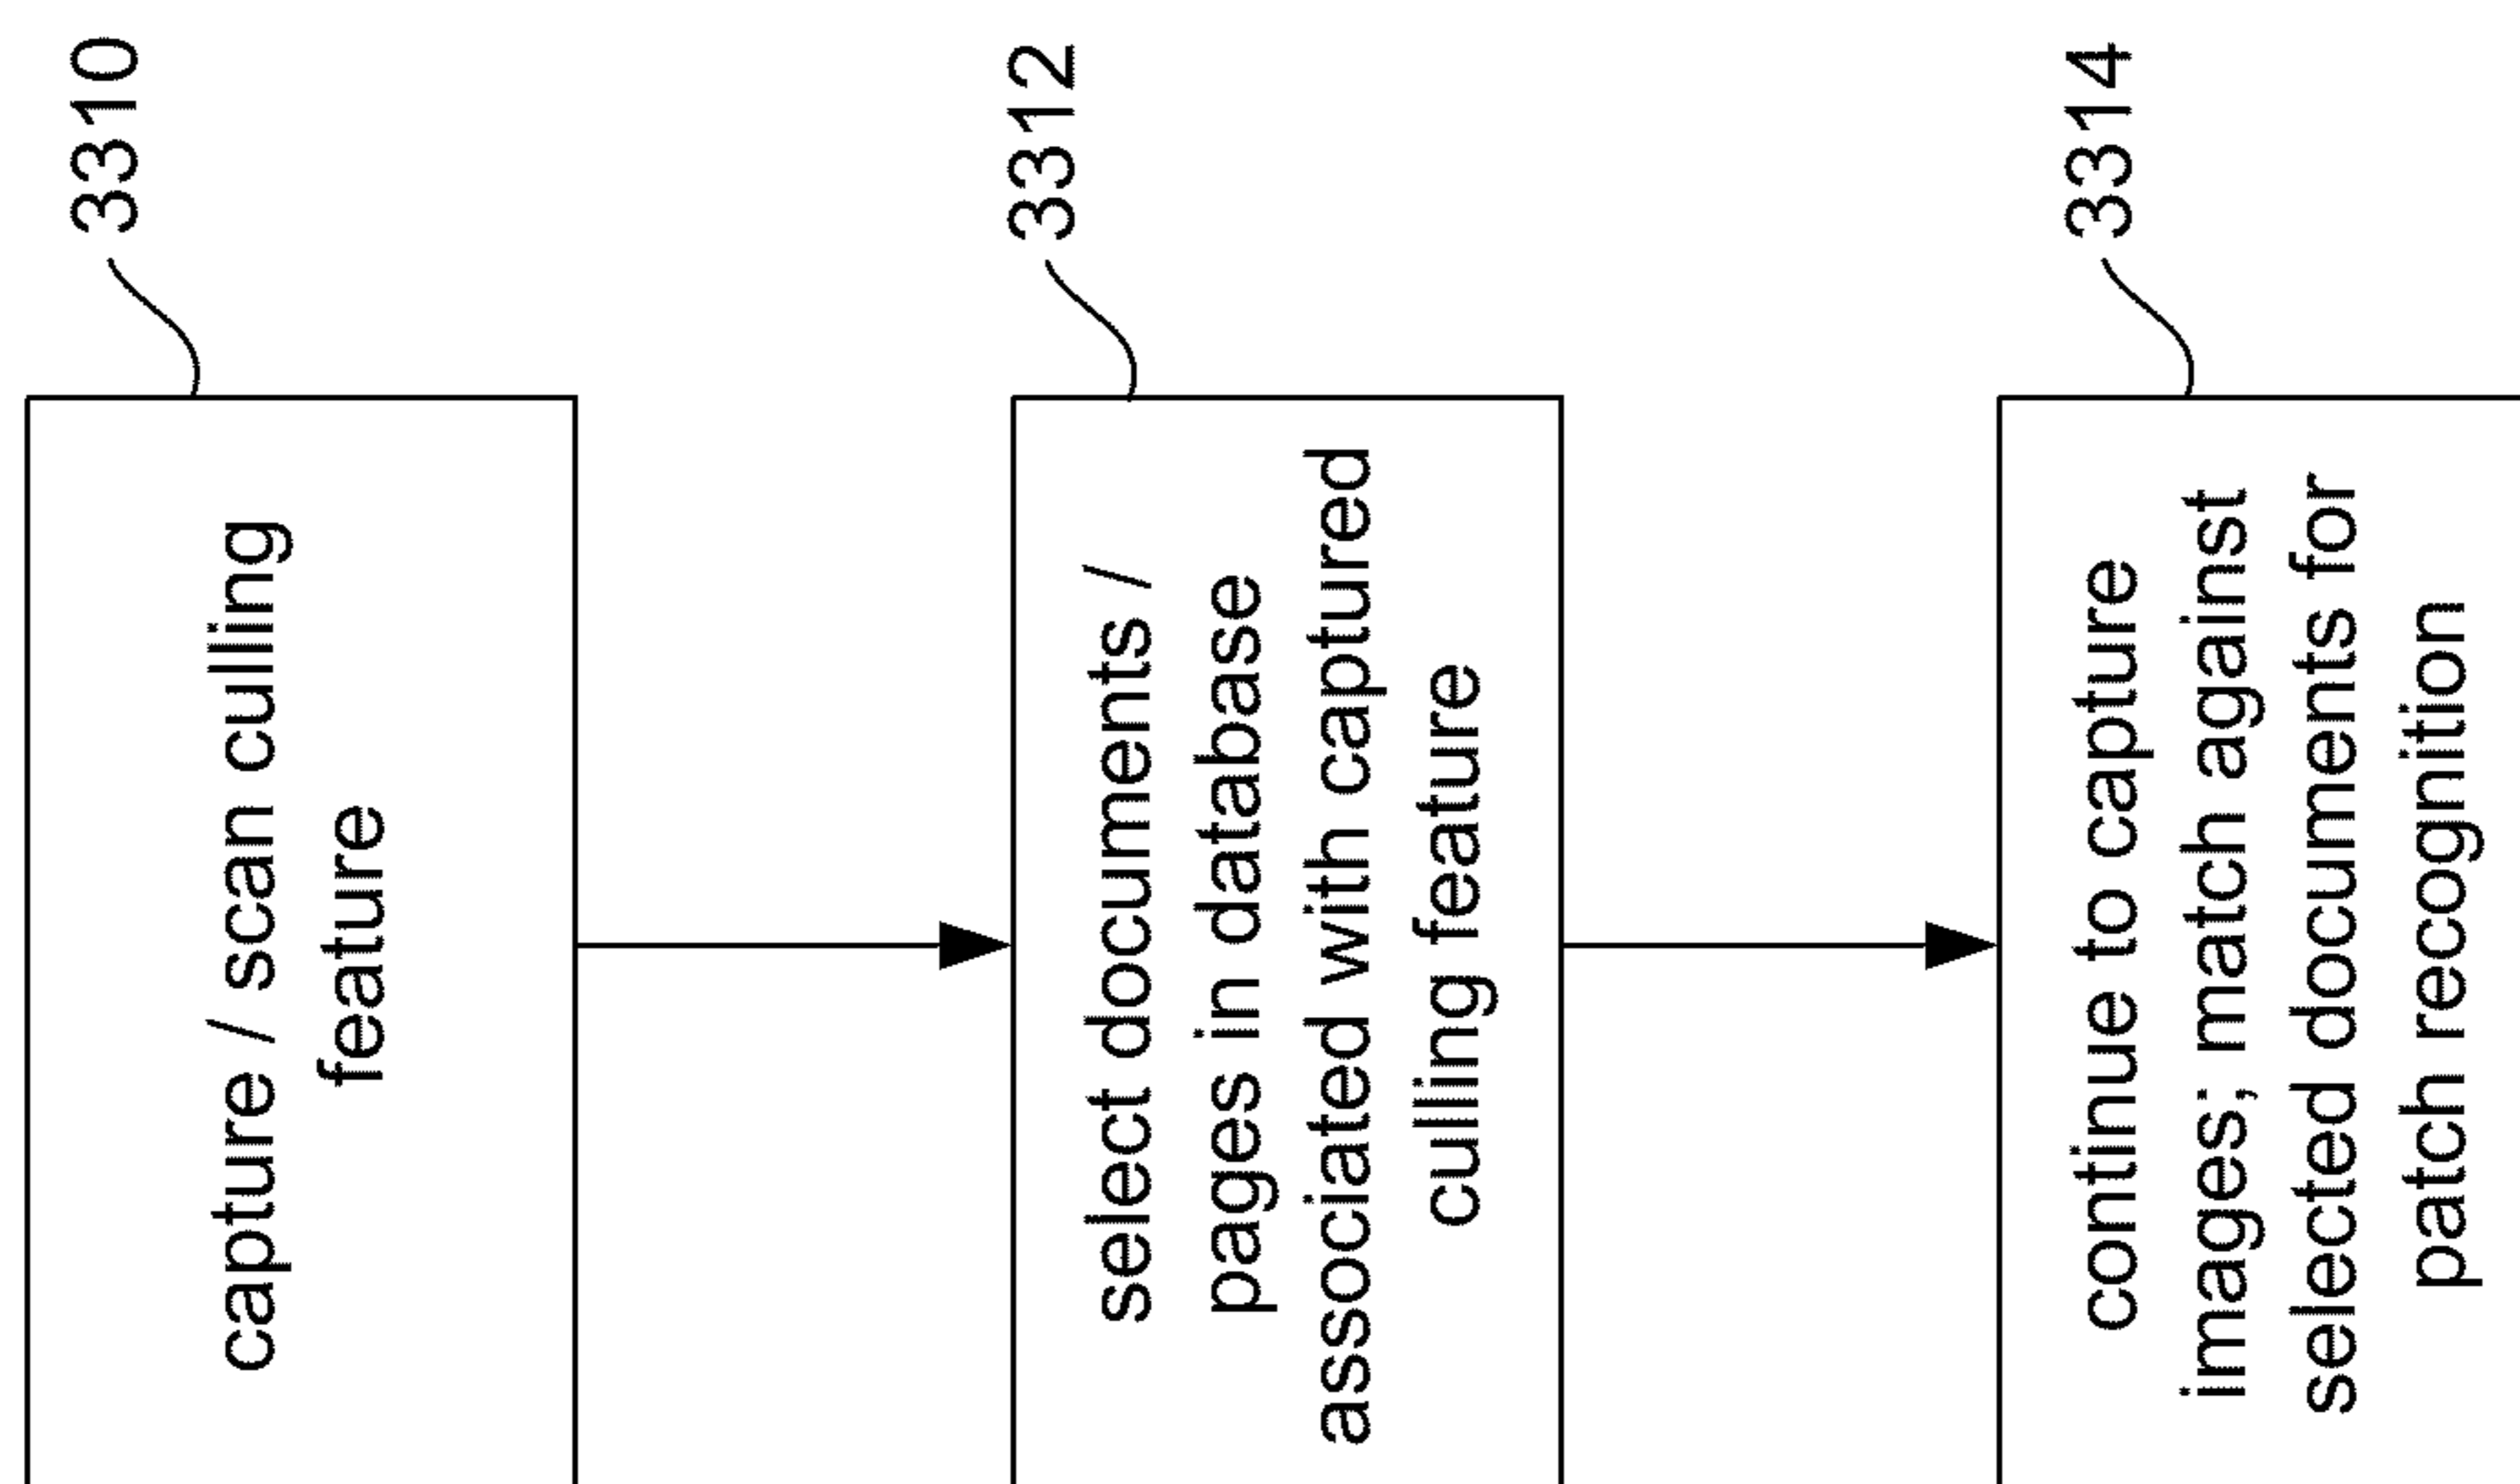 3310
capture / scan culling
feature
3312
select documents /
pages in database
associated with captured
culling feature
3314
continue to capture
images; match against
selected documents for
patch recognition